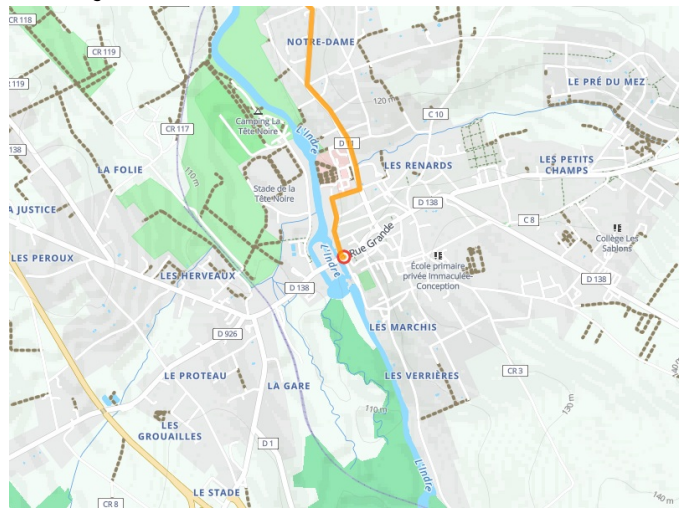 CR 118
NOTRE-DAME
CR 119
119
LE PRÉ DU MEZ
120 m
C 10
Camping La
Tête Noire
CR 117
L'Indre
138
LES RENARDS
LES PETITS
CHAMPS
LA FOLIE
110 m
Stade de la
Tête Noire
D 138
A JUSTICE
C 8
Rue Grande
Collège Les
Sablons
LES PEROUX
L'Indre
École primaire
privée Immaculée-
Conception
LES HERVEAUX
D 138
D 138
D 926
LES MARCHIS
LE PROTEAU
LA GARE
LES VERRIÈRES
CR 3
140 m
110 m
130 m
LES
GROUAILLES
D 1
L'Indre
LE STADE
CR 8
140 m